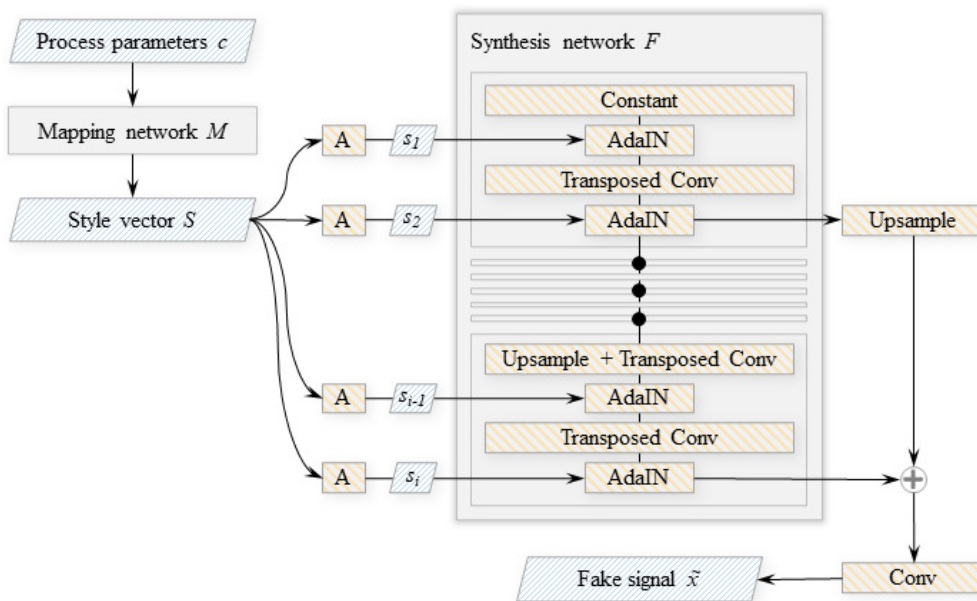 Process parameters c
Synthesis network F
Constant
Mapping network M
A
s1
AdaIN
Transposed Conv
Style vector S
A
s2
AdaIN
Upsample
Upsample + Transposed Conv
A
si-1
AdaIN
Transposed Conv
A
si
AdaIN
Fake signal x̃
Conv